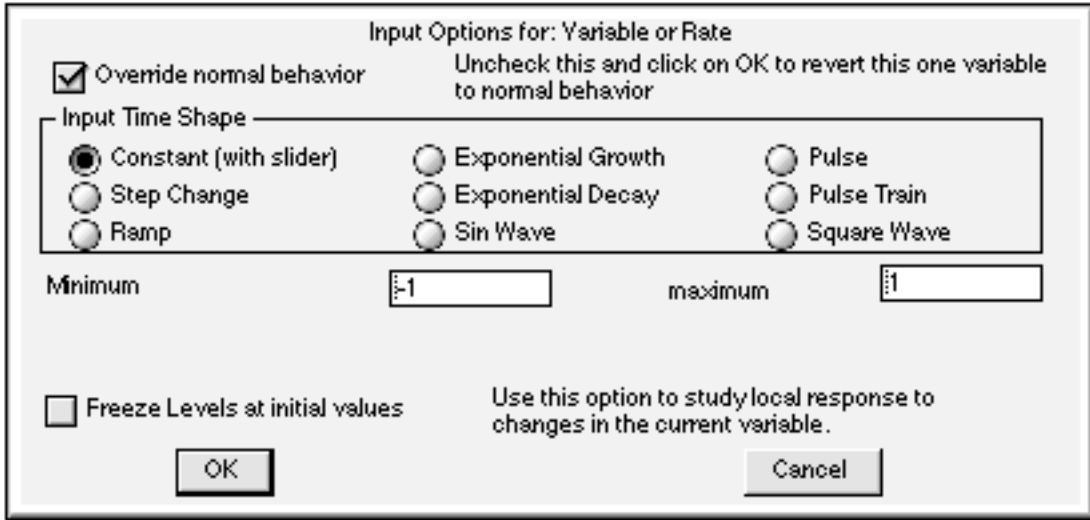 Input Options for: Variable or Rate
Override normal behavior
Uncheck this and click on OK to revert this one variable
to normal behavior
Input Time Shape
Constant (with slider)
Exponential Growth
Pulse
Step Change
Exponential Decay
Pulse Train
Ramp
Sin Wave
Square Wave
Minimum
-1
maximum
1
Freeze Levels at initial values
Use this option to study local response to
changes in the current variable.
OK
Cancel